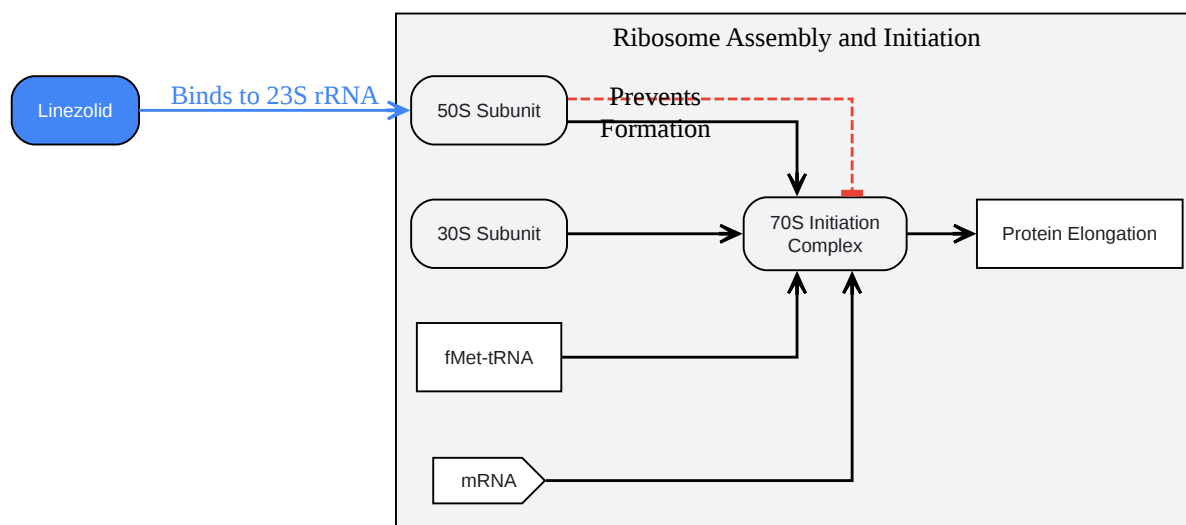 Ribosome Assembly and Initiation
Linezolid
Binds to 23S rRNA
50S Subunit
Prevents
Formation
30S Subunit
70S Initiation
Complex
Protein Elongation
fMet-tRNA
mRNA